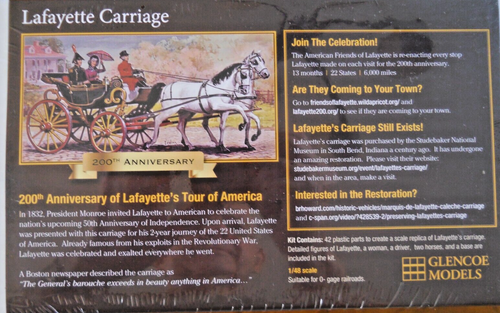 Lafayette Carriage
200TH ANNIVERSARY
200th Anniversary of Lafayette's Tour of America
In 1832, President Monroe invited Lafayette to American to celebrate the
nation's upcoming 50th Anniversary of Independence. Upon arrival, Lafayette
was presented with this carriage for his 2-year journey of the 22 United States
of America. Already famous from his exploits in the Revolutionary War,
Lafayette was celebrated and exalted everywhere he went.
A Boston newspaper described the carriage as
"The General's barouche exceeds in beauty anything in America…"
Join The Celebration!
The American Friends of Lafayette is re-enacting every stop
Lafayette made on each visit for the 200th anniversary.
13 months | 22 States | 6,000 miles
Are They Coming to Your Town?
Go to friendsoflafayette.wildapricot.org/ and
lafayette200.org/ to see if they are coming to your town.
Lafayette's Carriage Still Exists!
Lafayette's carriage was purchased by the Studebaker National
Museum in South Bend, Indiana a century ago. It has undergone
an amazing restoration. Please visit their website:
studebakermuseum.org/event/lafayettes-carriage/
and when in the area, make a visit.
Interested in the Restoration?
brhoward.com/historic-vehicles/marquis-de-lafayette-caleche-carriage
and c-span.org/video/?428539-2/preserving-lafayettes-carriage
Kit Contains: 42 plastic parts to create a scale replica of Lafayette's carriage.
Detailed figures of Lafayette, a woman, a driver, two horses, and a base are
included in the kit.
1/48 scale
Suitable for 0- gage railroads.
GLENCOE
MODELS